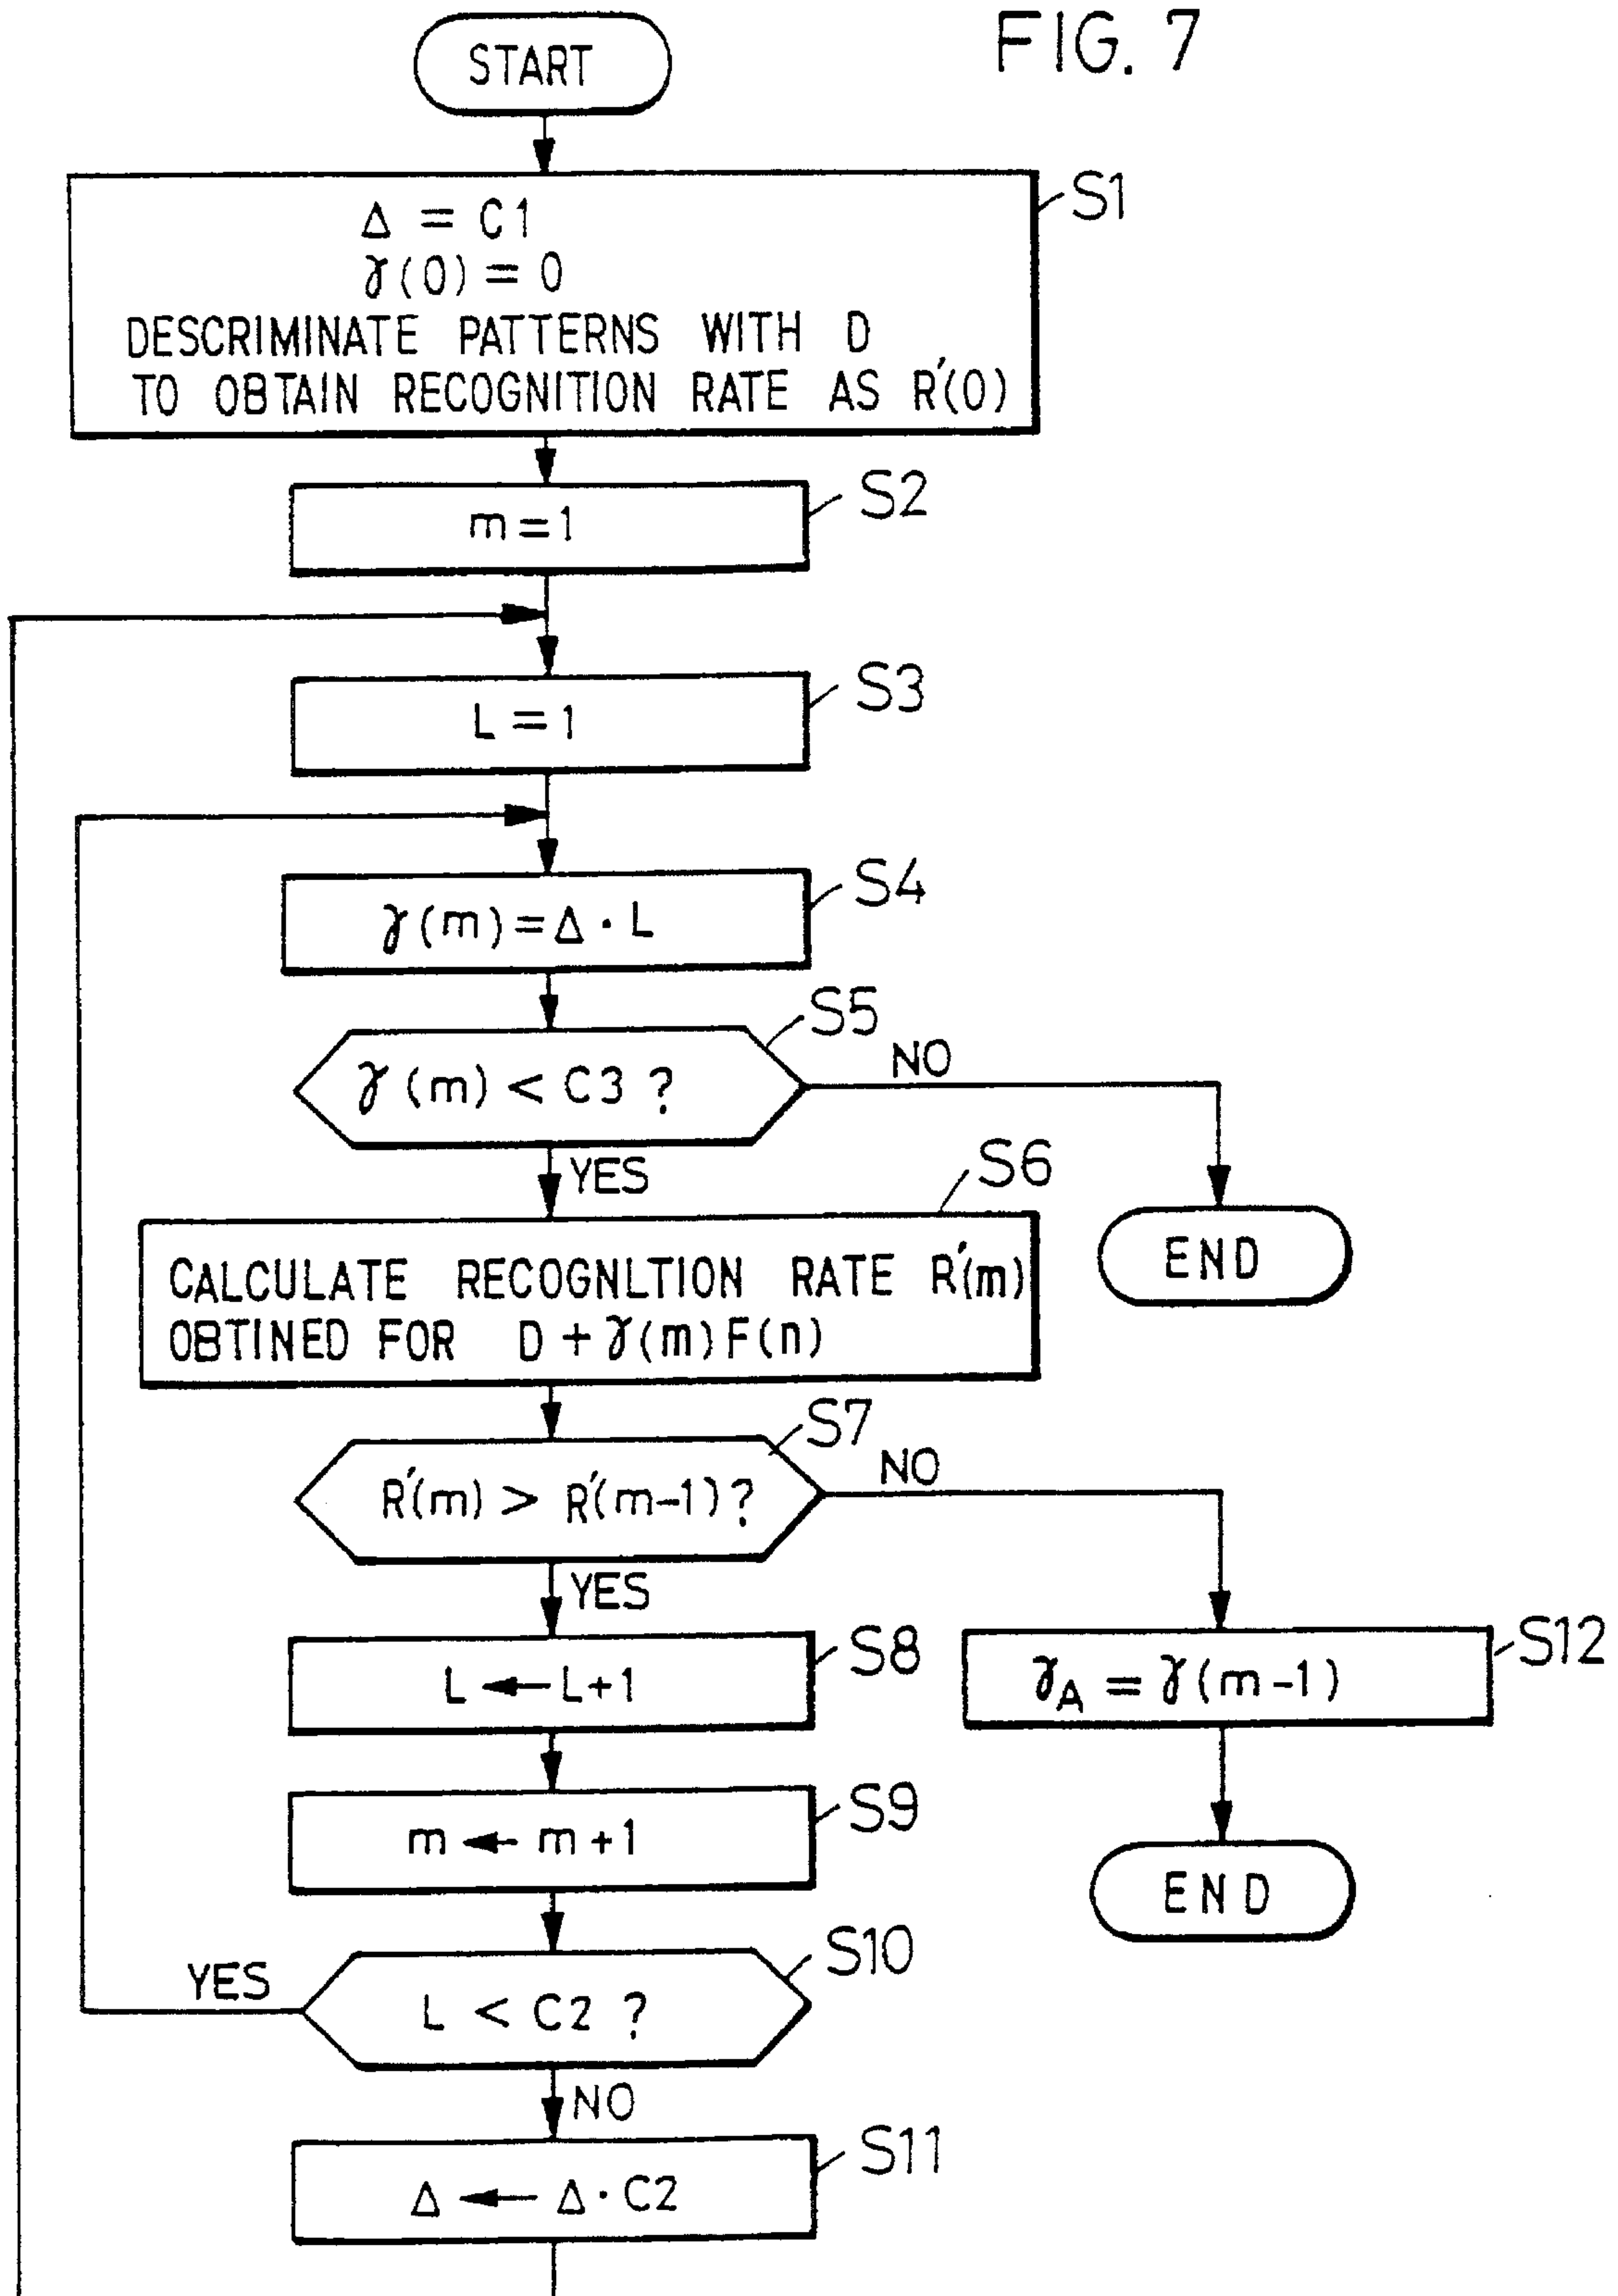 FIG. 7
START
S1
Δ = C1
γ(0) = 0
DESCRIMINATE PATTERNS WITH D
TO OBTAIN RECOGNITION RATE AS R'(0)
S2
m = 1
S3
L = 1
S4
γ(m) = Δ · L
S5
γ(m) < C3 ?
NO
YES
END
S6
CALCULATE RECOGNLTION RATE R'(m)
OBTINED FOR D + γ(m) F(n)
S7
R'(m) > R'(m-1) ?
NO
YES
S8
L ← L+1
S12
γA = γ(m-1)
S9
m ← m+1
END
S10
YES
L < C2 ?
NO
S11
Δ ← Δ · C2